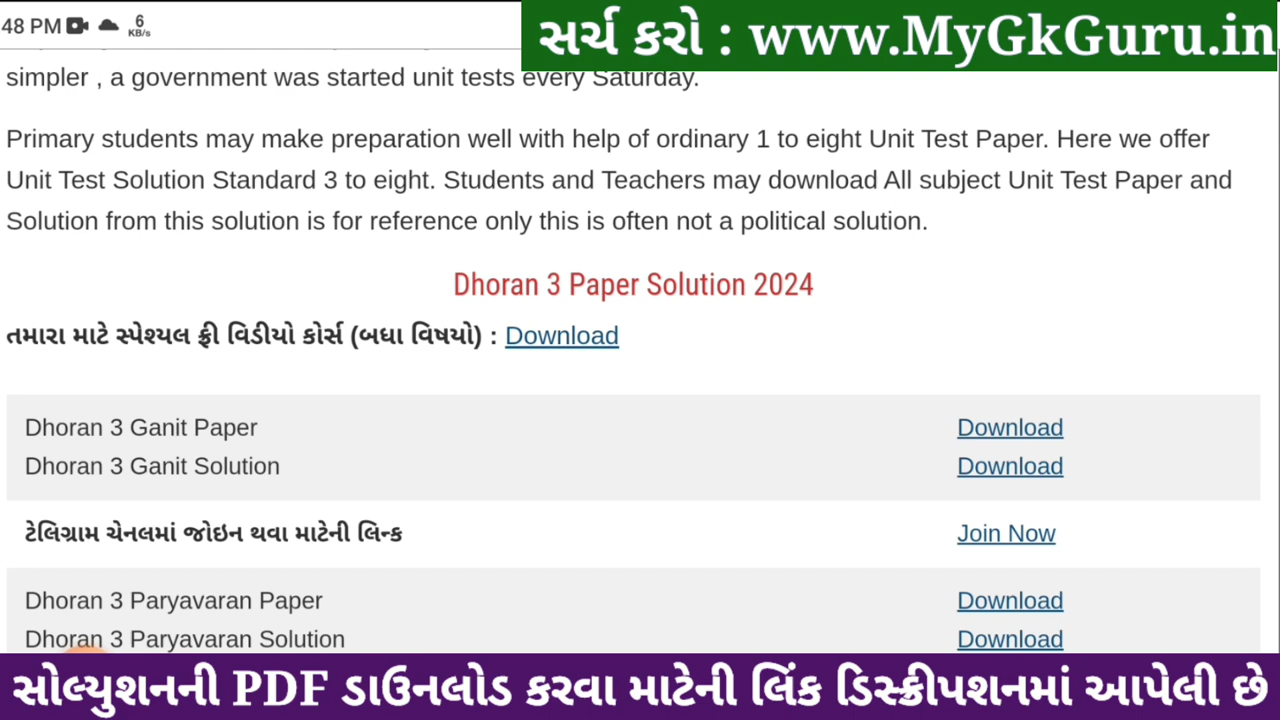 48 PM 6 KB/s
સર્ચ કરો : www.MyGkGuru.in
simpler , a government was started unit tests every Saturday.
Primary students may make preparation well with help of ordinary 1 to eight Unit Test Paper. Here we offer
Unit Test Solution Standard 3 to eight. Students and Teachers may download All subject Unit Test Paper and
Solution from this solution is for reference only this is often not a political solution.
Dhoran 3 Paper Solution 2024
તમારા માટે સ્પેશ્યલ ફ્રી વિડીયો કોર્સ (બધા વિષયો) : Download
Dhoran 3 Ganit Paper Download
Dhoran 3 Ganit Solution Download
ટેલિગ્રામ ચેનલમાં જોઇન થવા માટેની લિન્ક Join Now
Dhoran 3 Paryavaran Paper Download
Dhoran 3 Paryavaran Solution Download
સોલ્યુશનની PDF ડાઉનલોડ કરવા માટેની લિંક ડિસ્ક્રીપશનમાં આપેલી છે